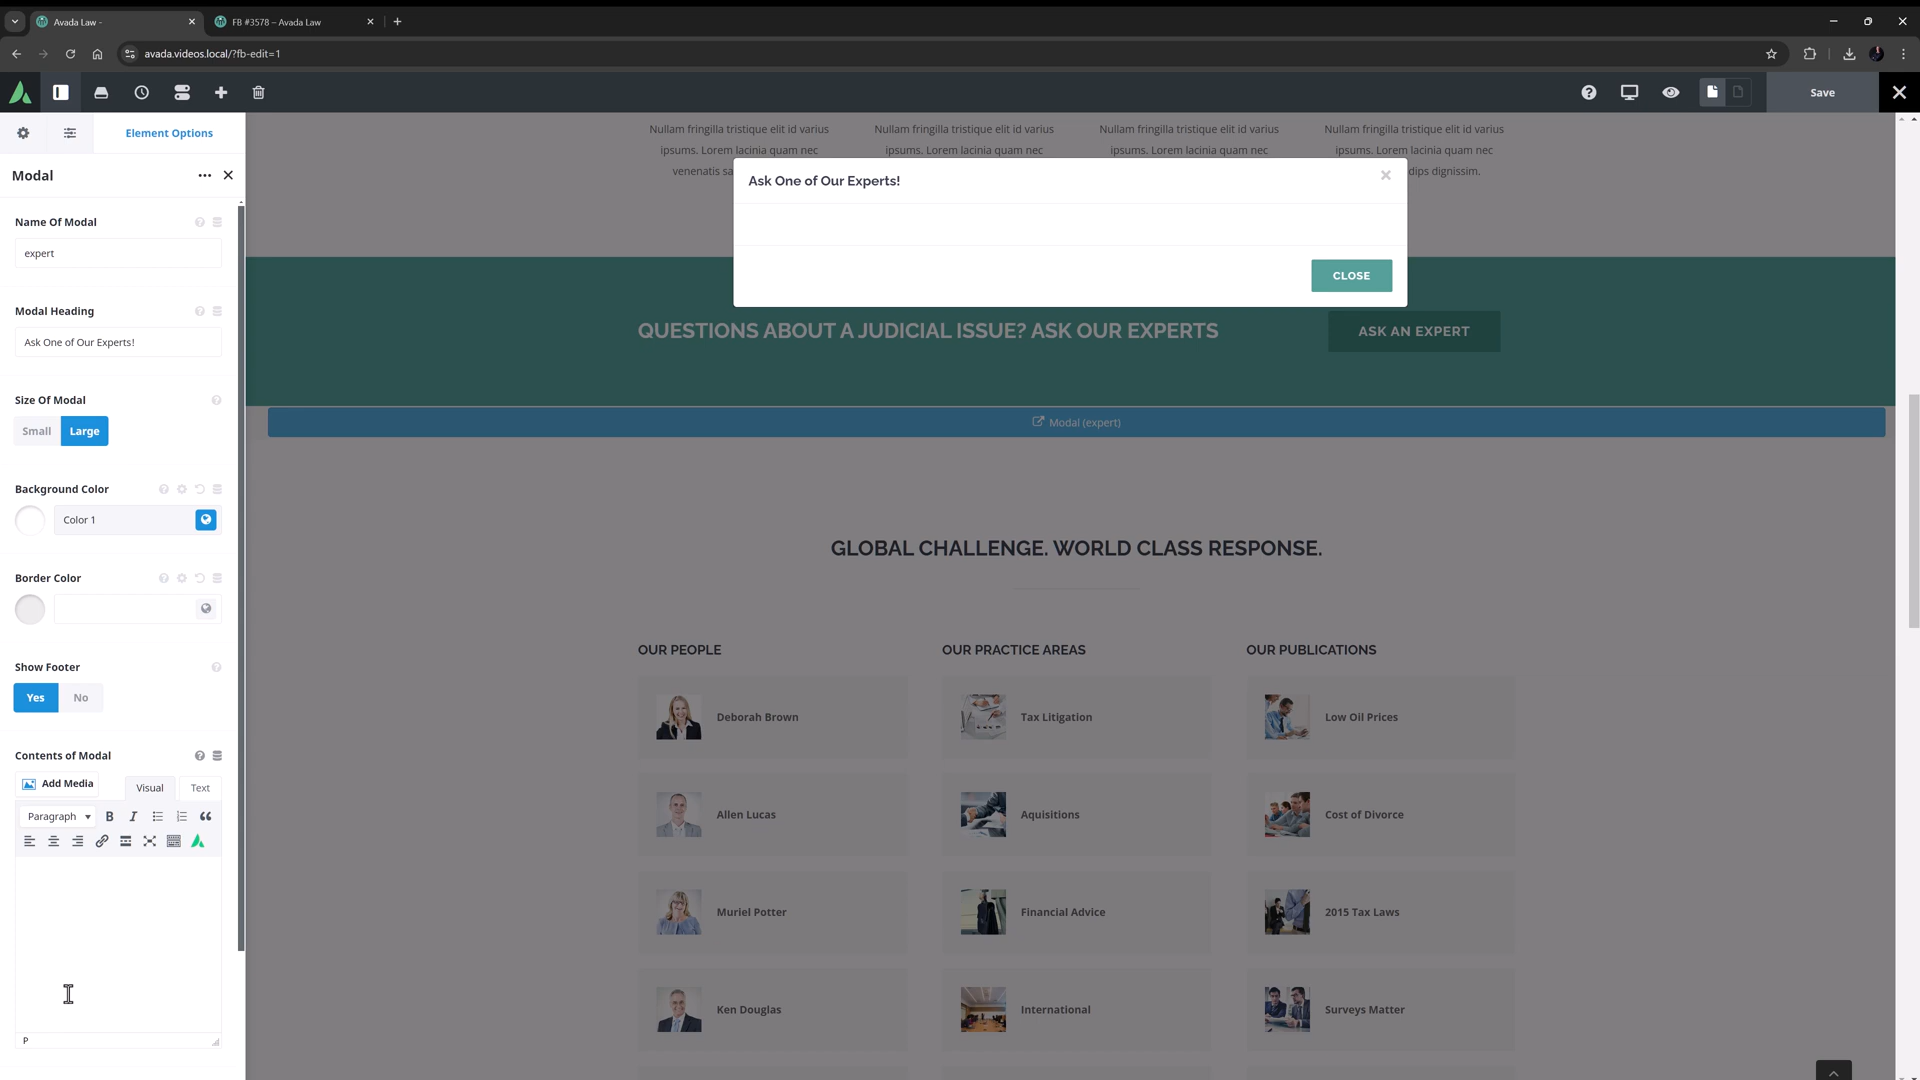 Avada Law -
FB #3578 – Avada Law
avada.videos.local/?fb-edit=1
Save
Element Options
Modal
Name Of Modal
expert
Modal Heading
Ask One of Our Experts!
Size Of Modal
Small
Large
Background Color
Color 1
Border Color
Show Footer
Yes
No
Contents of Modal
Add Media
Visual
Text
Paragraph
P
Nullam fringilla tristique elit id varius
ipsums. Lorem lacinia quam nec
venenatis sa
Nullam fringilla tristique elit id varius
ipsums. Lorem lacinia quam nec
Nullam fringilla tristique elit id varius
ipsum. Lorem lacinia quam nec
Nullam fringilla tristique elit id varius
ipsum. Lorem lacinia quam nec
dips dignissim.
Ask One of Our Experts!
CLOSE
QUESTIONS ABOUT A JUDICIAL ISSUE? ASK OUR EXPERTS
ASK AN EXPERT
Modal (expert)
GLOBAL CHALLENGE. WORLD CLASS RESPONSE.
OUR PEOPLE
Deborah Brown
Allen Lucas
Muriel Potter
Ken Douglas
OUR PRACTICE AREAS
Tax Litigation
Aquisitions
Financial Advice
International
OUR PUBLICATIONS
Low Oil Prices
Cost of Divorce
2015 Tax Laws
Surveys Matter